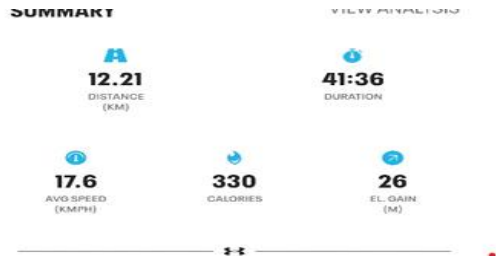 SUMMARY
VIEW ANALYSIS
12.21
DISTANCE
(KM)
41:36
DURATION
17.6
AVG SPEED
(KMPH)
330
CALORIES
26
EL. GAIN
(M)